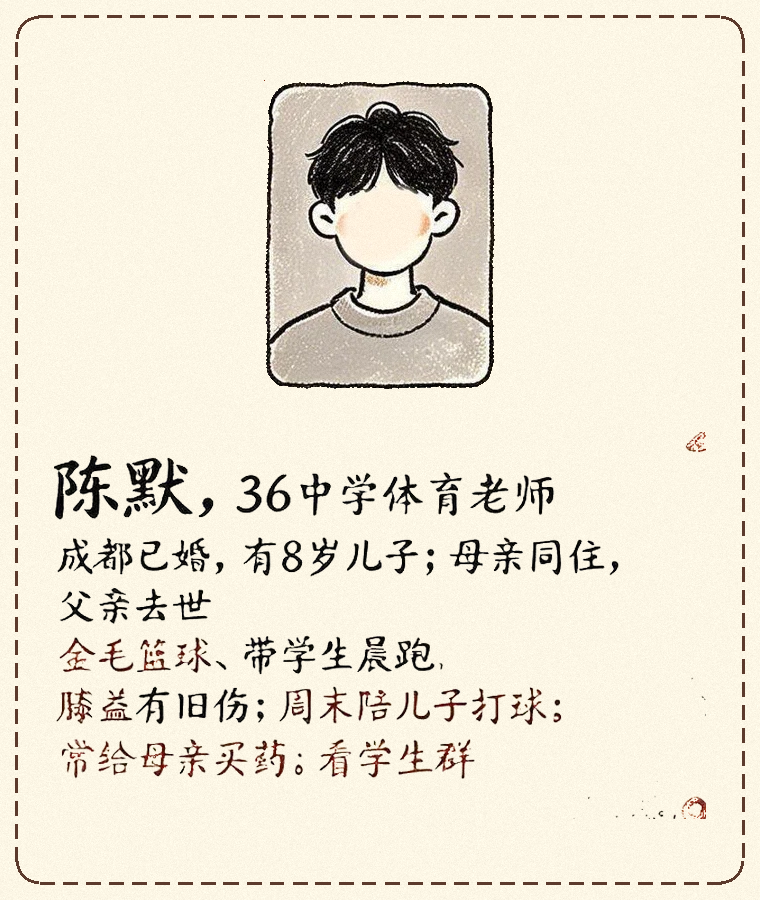 陈默，36中学体育老师
成都已婚，有8岁儿子；母亲同住，
父亲去世
金毛篮球、带学生晨跑，
膝益有旧伤；周末陪儿子打球；
常给母亲买药。看学生群